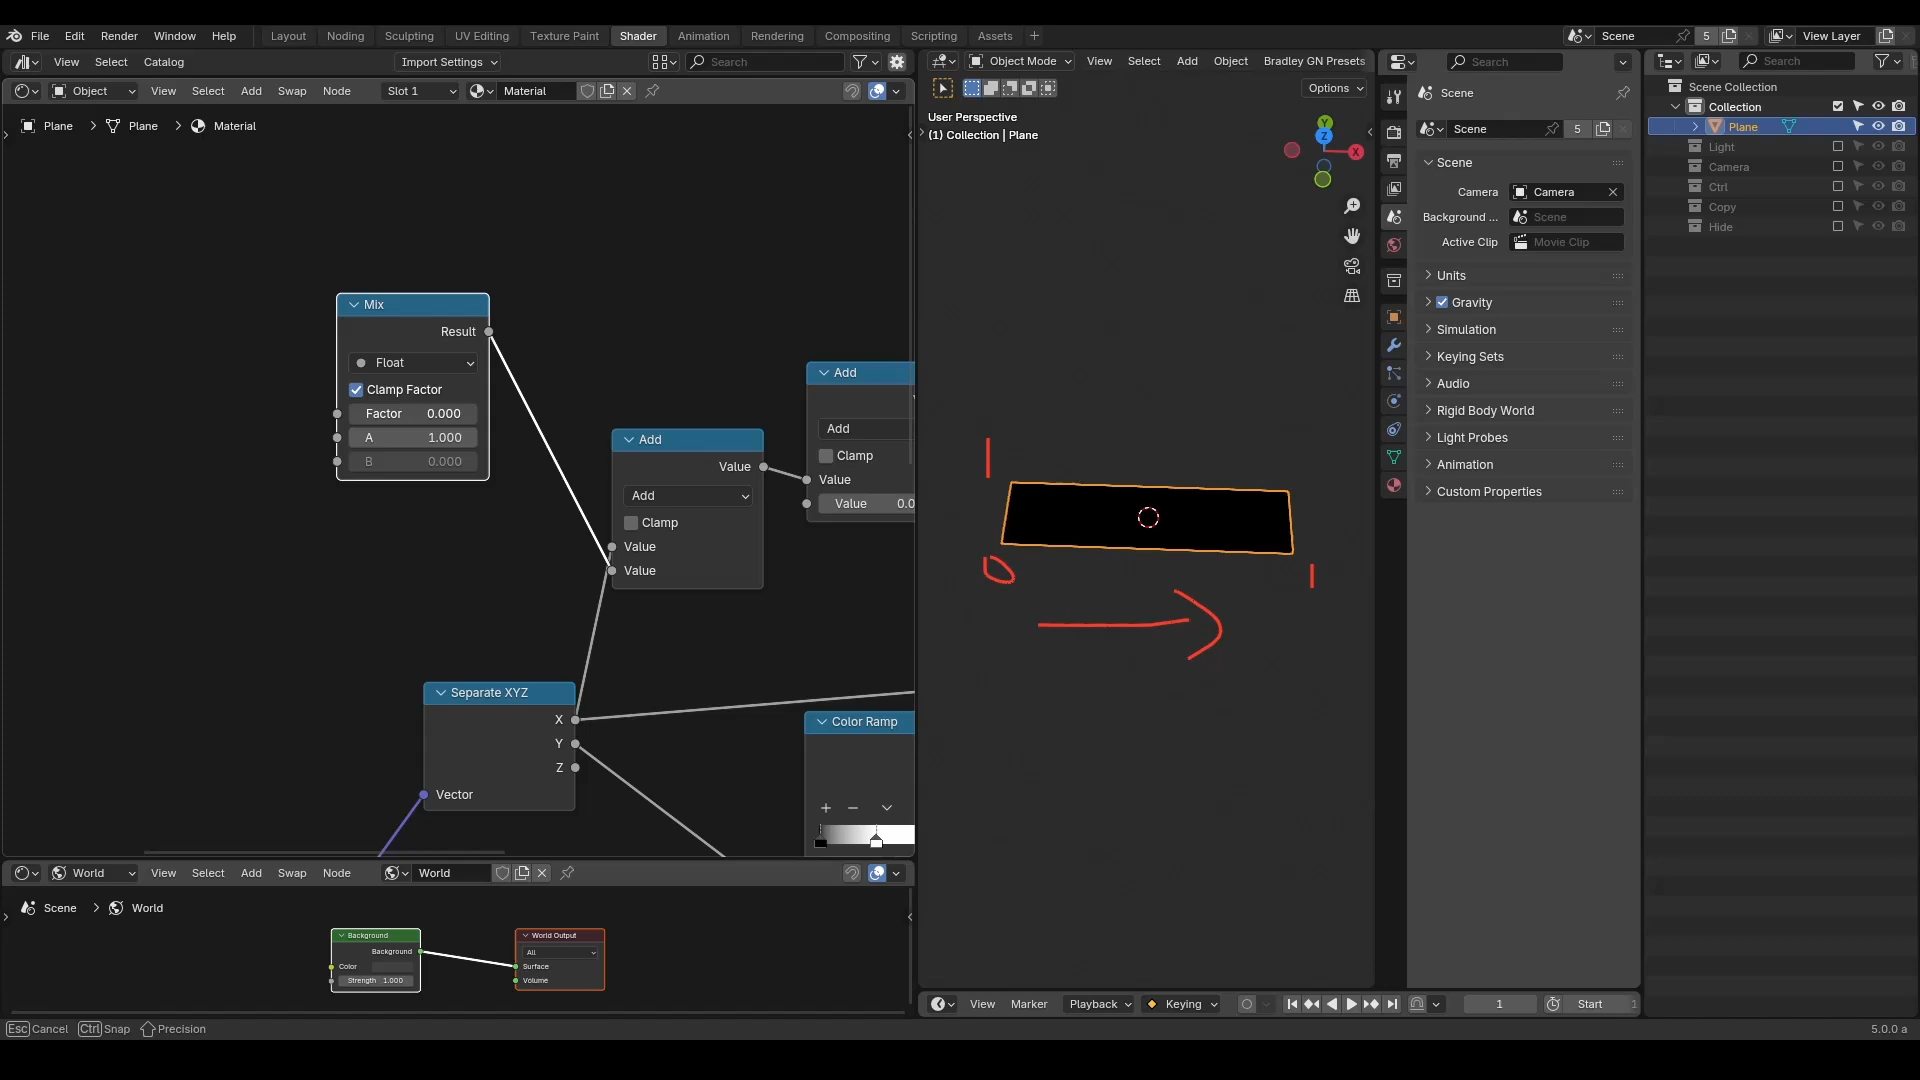 File Edit Render Window Help Layout Noding Sculpting UV Editing Texture Paint Shader Animation Rendering Compositing Scripting Assets + Scene 5 View Layer
View Select Catalog Import Settings Search
Object Mode View Select Add Object Bradley GN Presets
Search
Search
Object View Select Add Swap Node Slot 1 Material
Options
Plane > Plane > Material
User Perspective
(1) Collection | Plane
Y
Z
X
Mix
Result
Float
Clamp Factor
Factor 0.000
A 1.000
B 0.000
Add
Value
Add
Clamp
Value
Value
Add
Add
Clamp
Value
Value 0.0
Separate XYZ
X
Y
Z
Vector
Color Ramp
1
0
1
Scene
Scene 5
Scene
Camera Camera
Background ... Scene
Active Clip Movie Clip
Units
Gravity
Simulation
Keying Sets
Audio
Rigid Body World
Light Probes
Animation
Custom Properties
Scene Collection
Collection
Plane
Light
Camera
Ctrl
Copy
Hide
World View Select Add Swap Node World
Scene > World
Background
Background
Color
Strength 1.000
World Output
All
Surface
Volume
View Marker Playback Keying 1 Start 1
Esc Cancel Ctrl Snap Precision
5.0.0 a